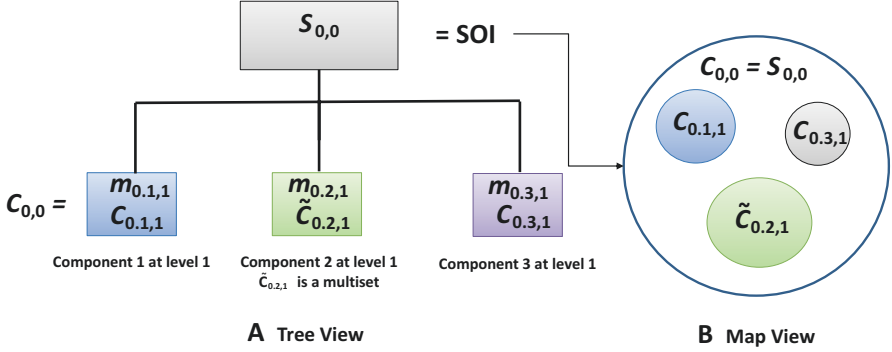 S0,0
= SOI
C0,0 =
m0.1,1
C0.1,1
m0.2,1
C̃0.2,1
m0.3,1
C0.3,1
Component 1 at level 1
Component 2 at level 1
C̃0.2,1 is a multiset
Component 3 at level 1
A Tree View
C0,0 = S0,0
C0.1,1
C0.3,1
C̃0.2,1
B Map View